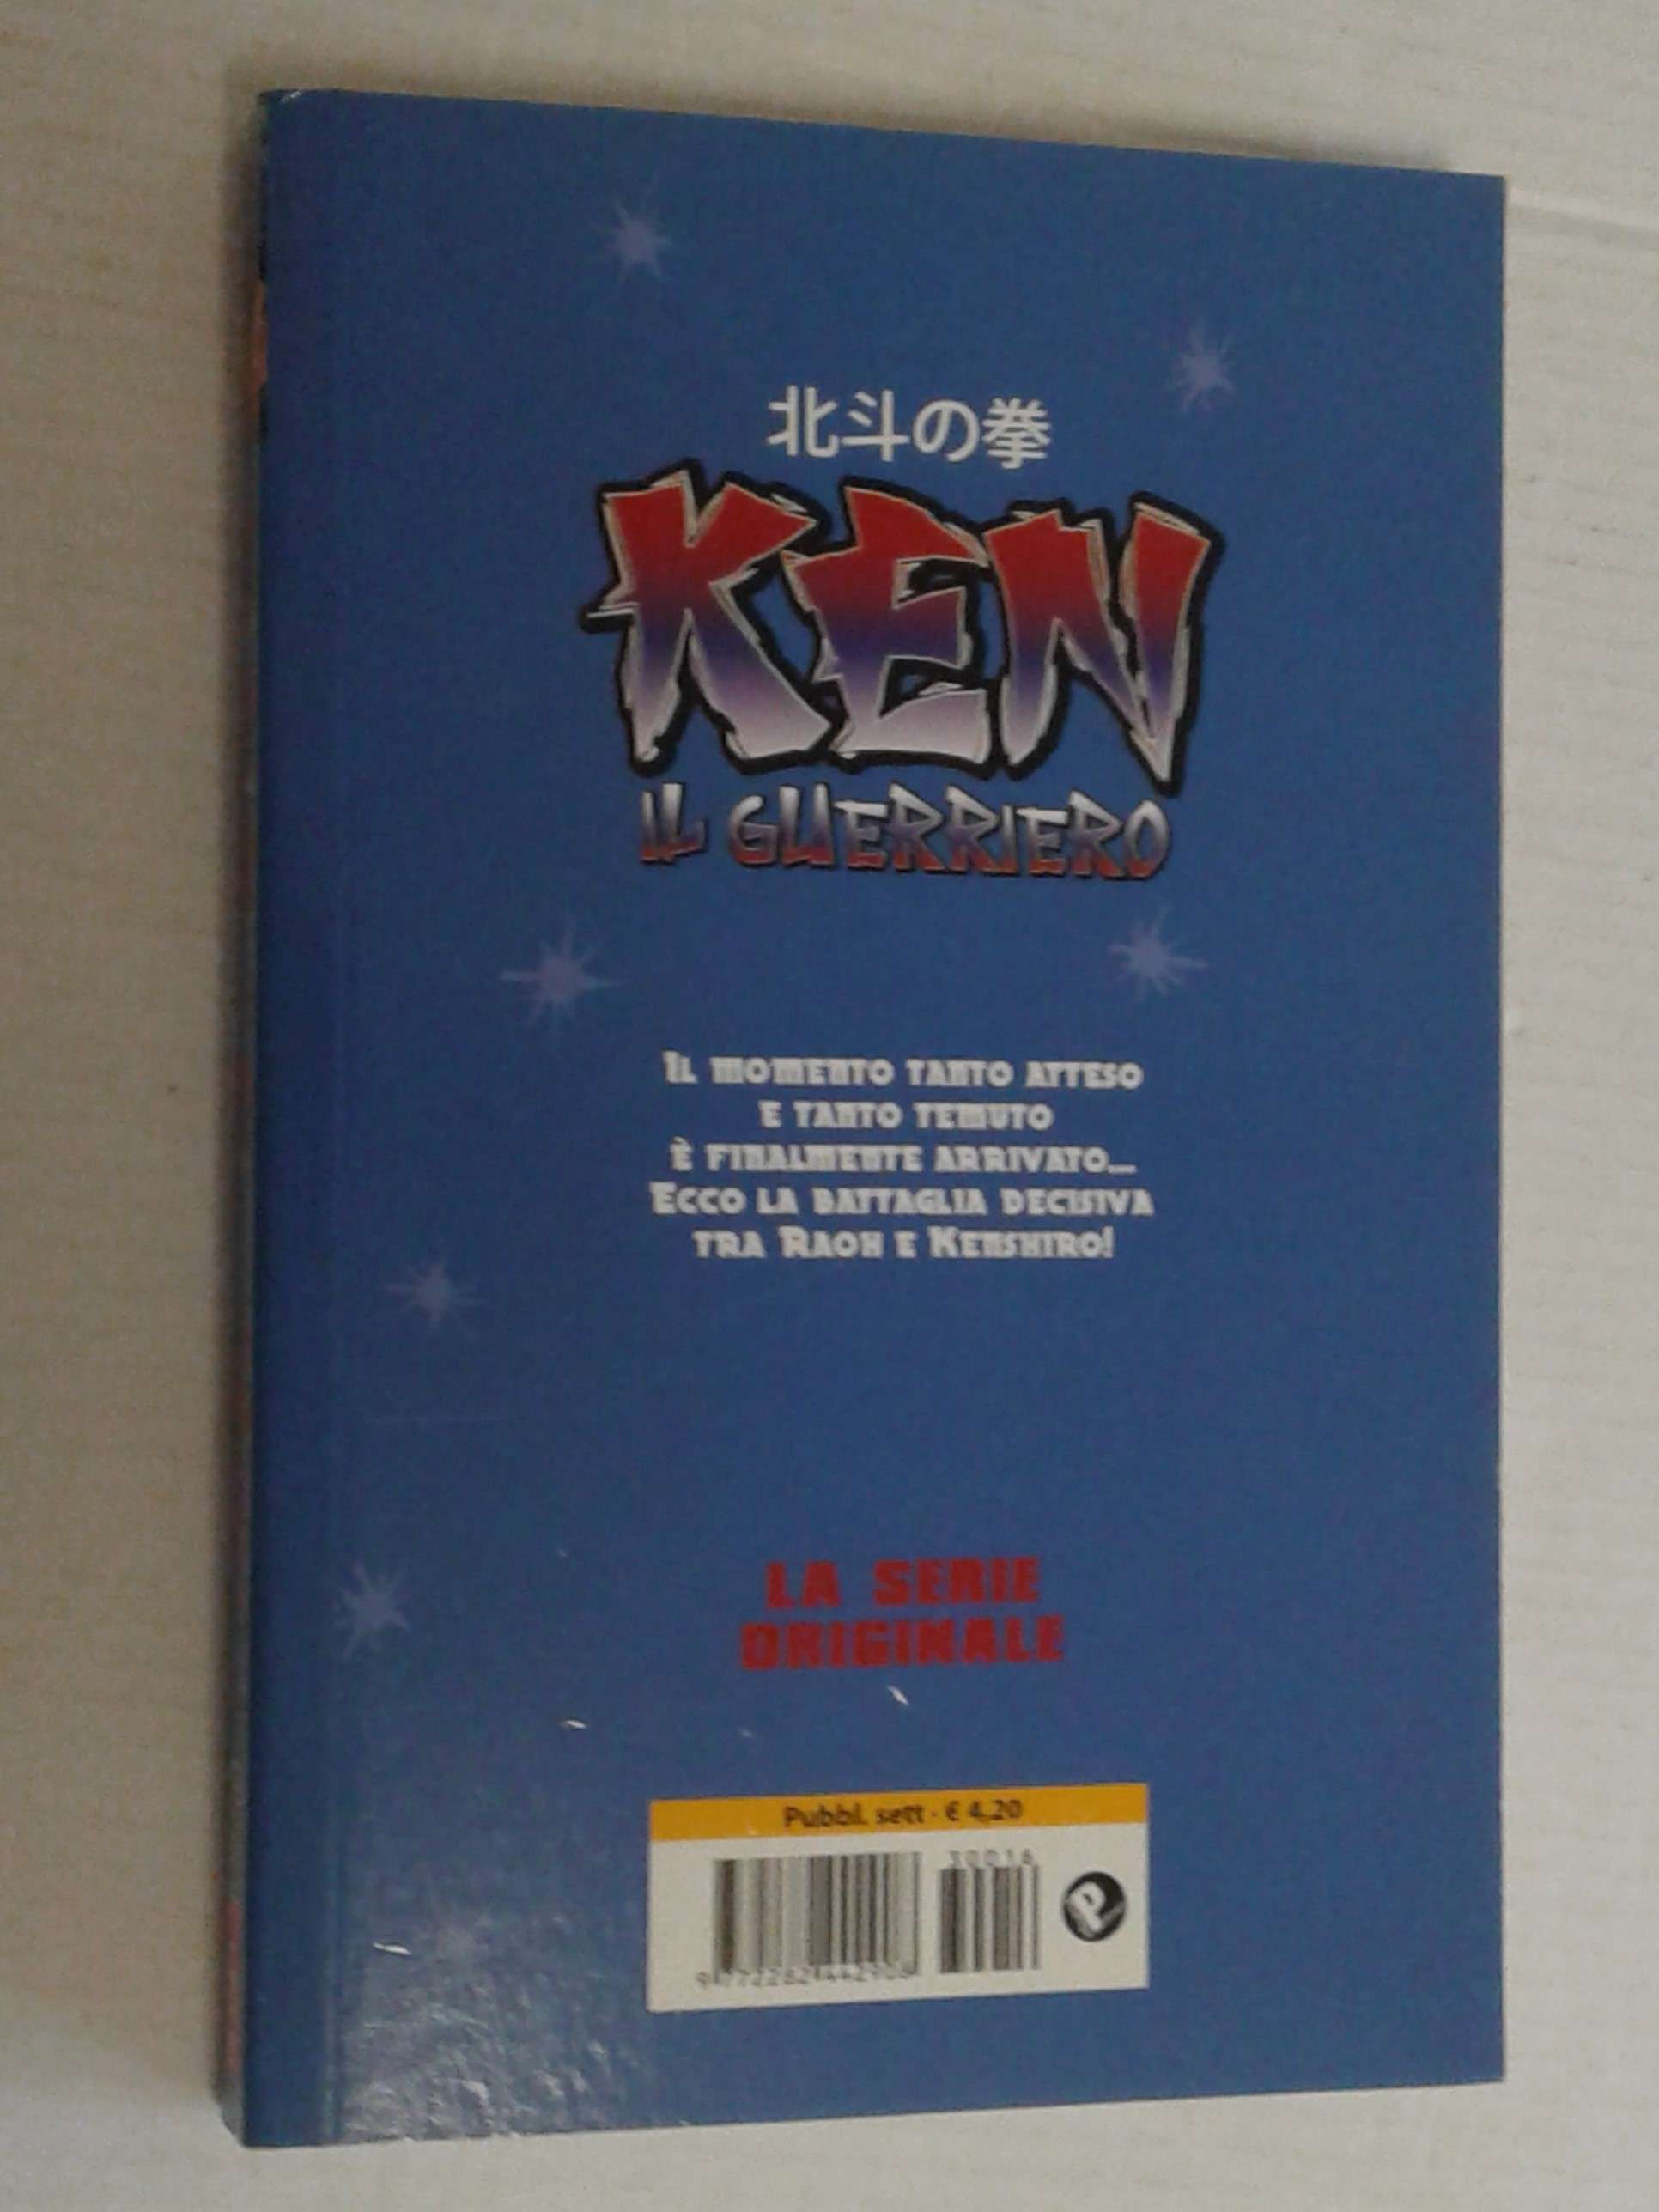 北斗の拳
KEN
IL GUERRIERO
IL MOMENTO TANTO ATTESO
E TANTO TEMUTO
È FINALMENTE ARRIVATO...
ECCO LA BATTAGLIA DECISIVA
TRA RAOH E KENSHIRO!
LA SERIE
ORIGINALE
Pubbl. sett - € 4,20
30016
P